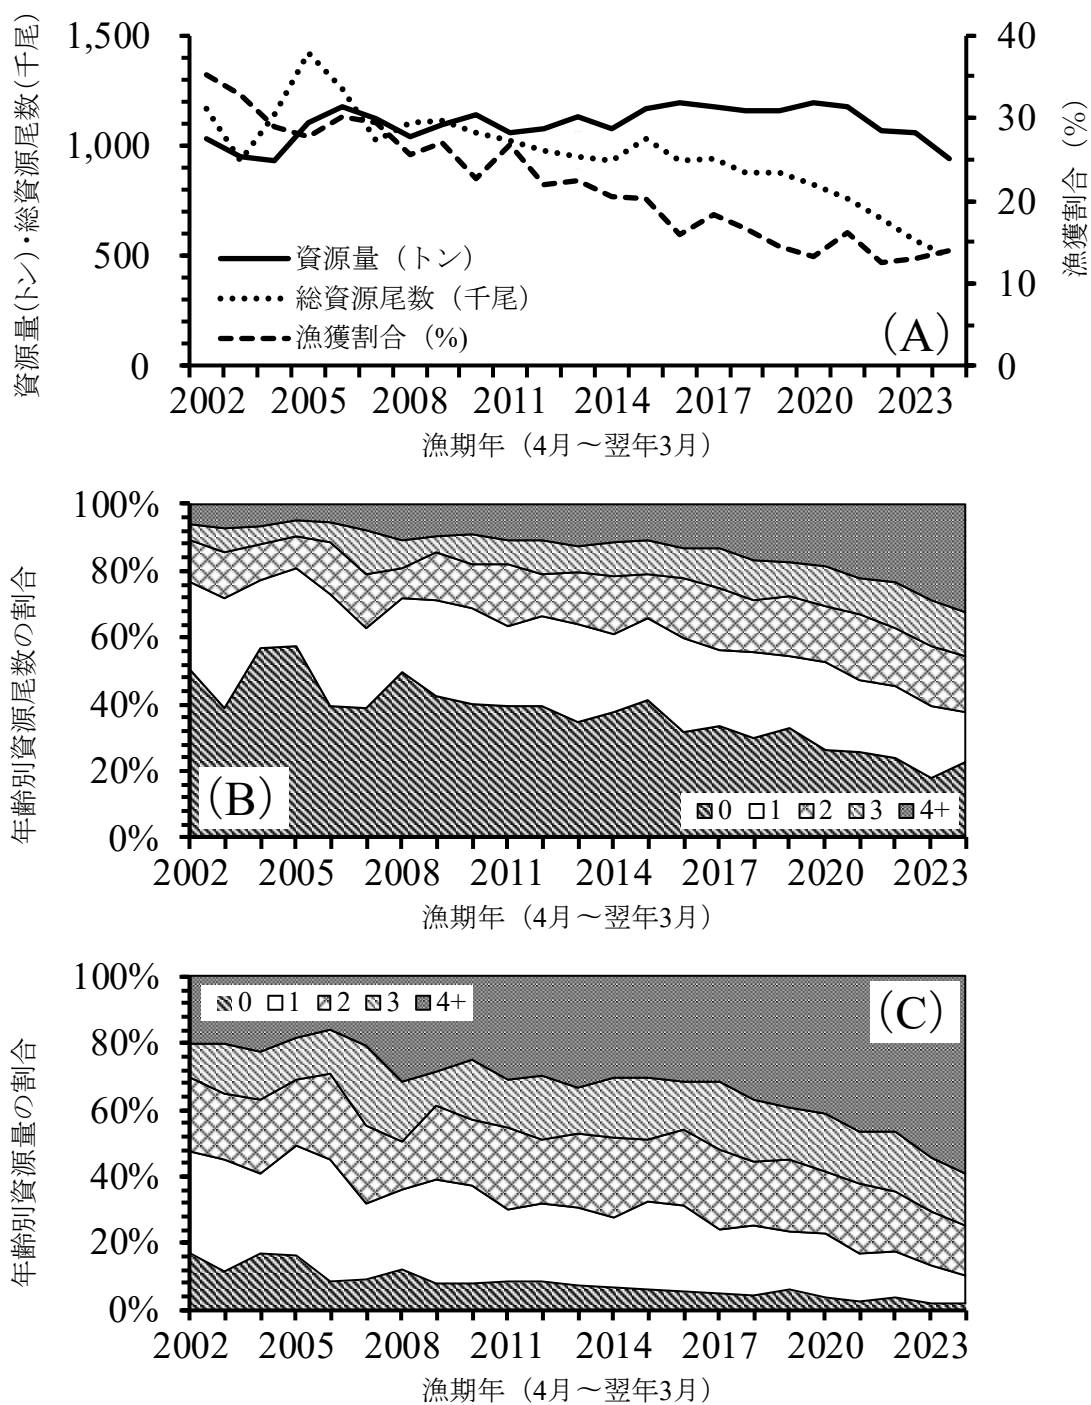 資源量(トン)・総資源尾数(千尾)
1,500
1,000
500
0
40
30
20
10
0
漁獲割合（%）
資源量（トン）
総資源尾数（千尾）
漁獲割合（%）
（A）
2002 2005 2008 2011 2014 2017 2020 2023
漁期年（4月～翌年3月）
年齢別資源尾数の割合
100%
80%
60%
40%
20%
0%
（B）
0 1 2 3 4+
2002 2005 2008 2011 2014 2017 2020 2023
漁期年（4月～翌年3月）
年齢別資源量の割合
100%
80%
60%
40%
20%
0%
0 1 2 3 4+
（C）
2002 2005 2008 2011 2014 2017 2020 2023
漁期年（4月～翌年3月）